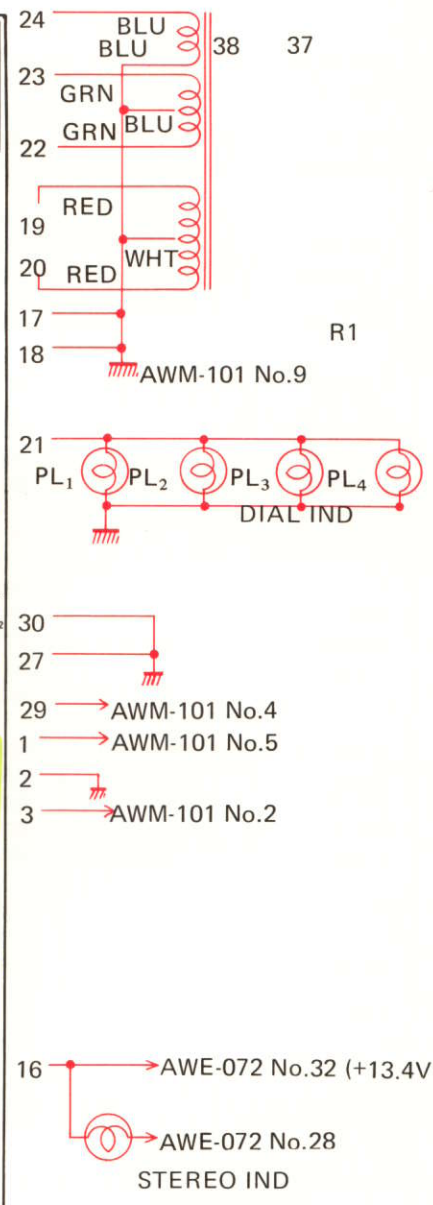 24 BLU
BLU 38 37
23
GRN
GRN BLU
22
RED
19
WHT
20 RED
17
R1
18
AWM-101 No.9
21
PL₁ PL₂ PL₃ PL₄
DIAL IND
30
27
29 AWM-101 No.4
1 AWM-101 No.5
2
3 AWM-101 No.2
16 AWE-072 No.32 (+13.4V
AWE-072 No.28
STEREO IND